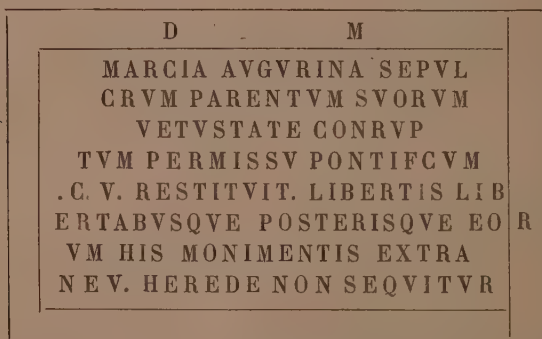 D M
MARCIA AVGVRINA SEPVL
CRVM PARENTVM SVORVM
VETVSTATE CONRVP
TVM PERMISSV PONTIFCVM
.C. V. RESTITVIT. LIBERTIS LIB
ERTABVSQVE POSTERISQVE EO R
VM HIS MONIMENTIS EXTRA
NEV. HEREDE NON SEQVITVR